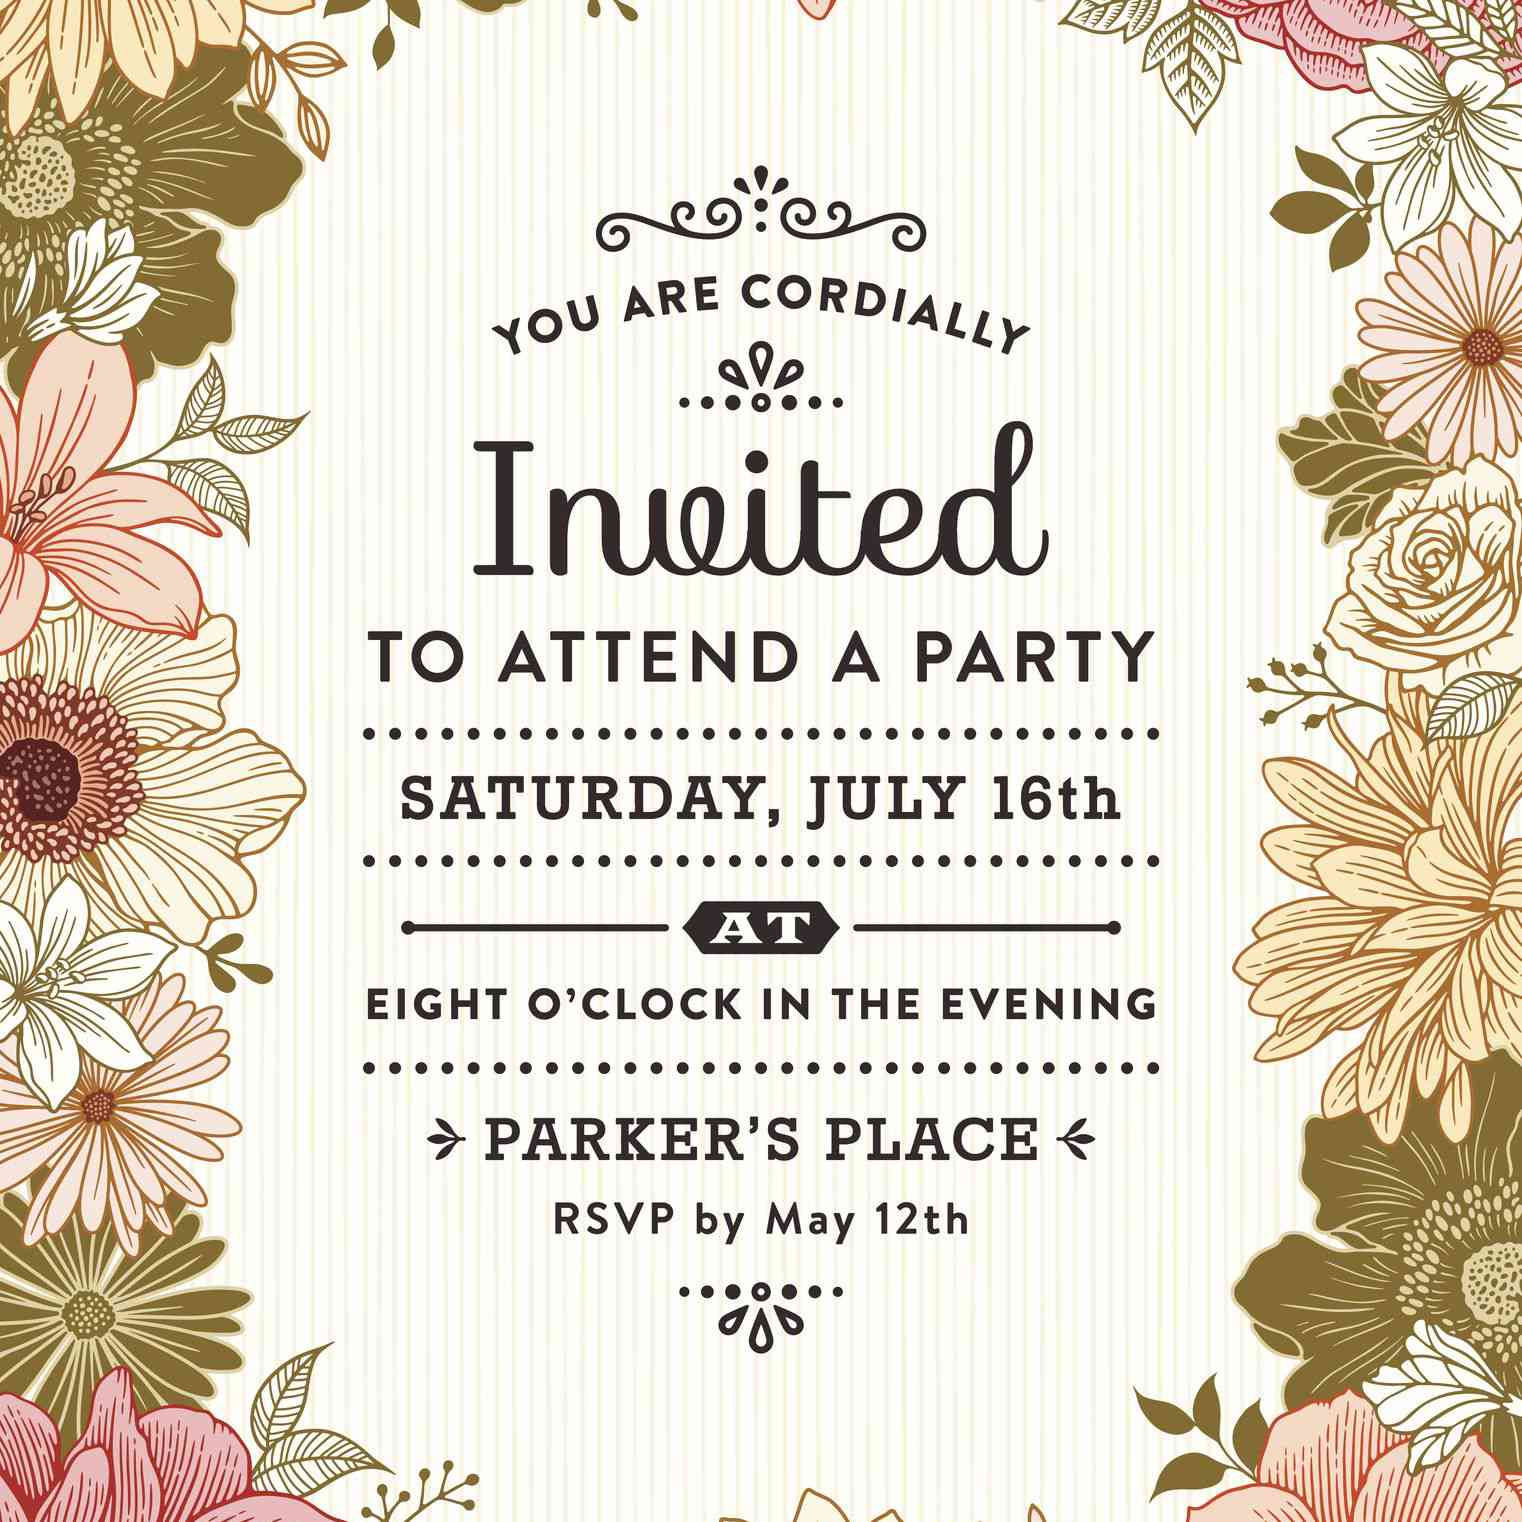 YOU ARE CORDIALLY
Invited
TO ATTEND A PARTY
SATURDAY, JULY 16th
AT
EIGHT O’CLOCK IN THE EVENING
PARKER’S PLACE
RSVP by May 12th